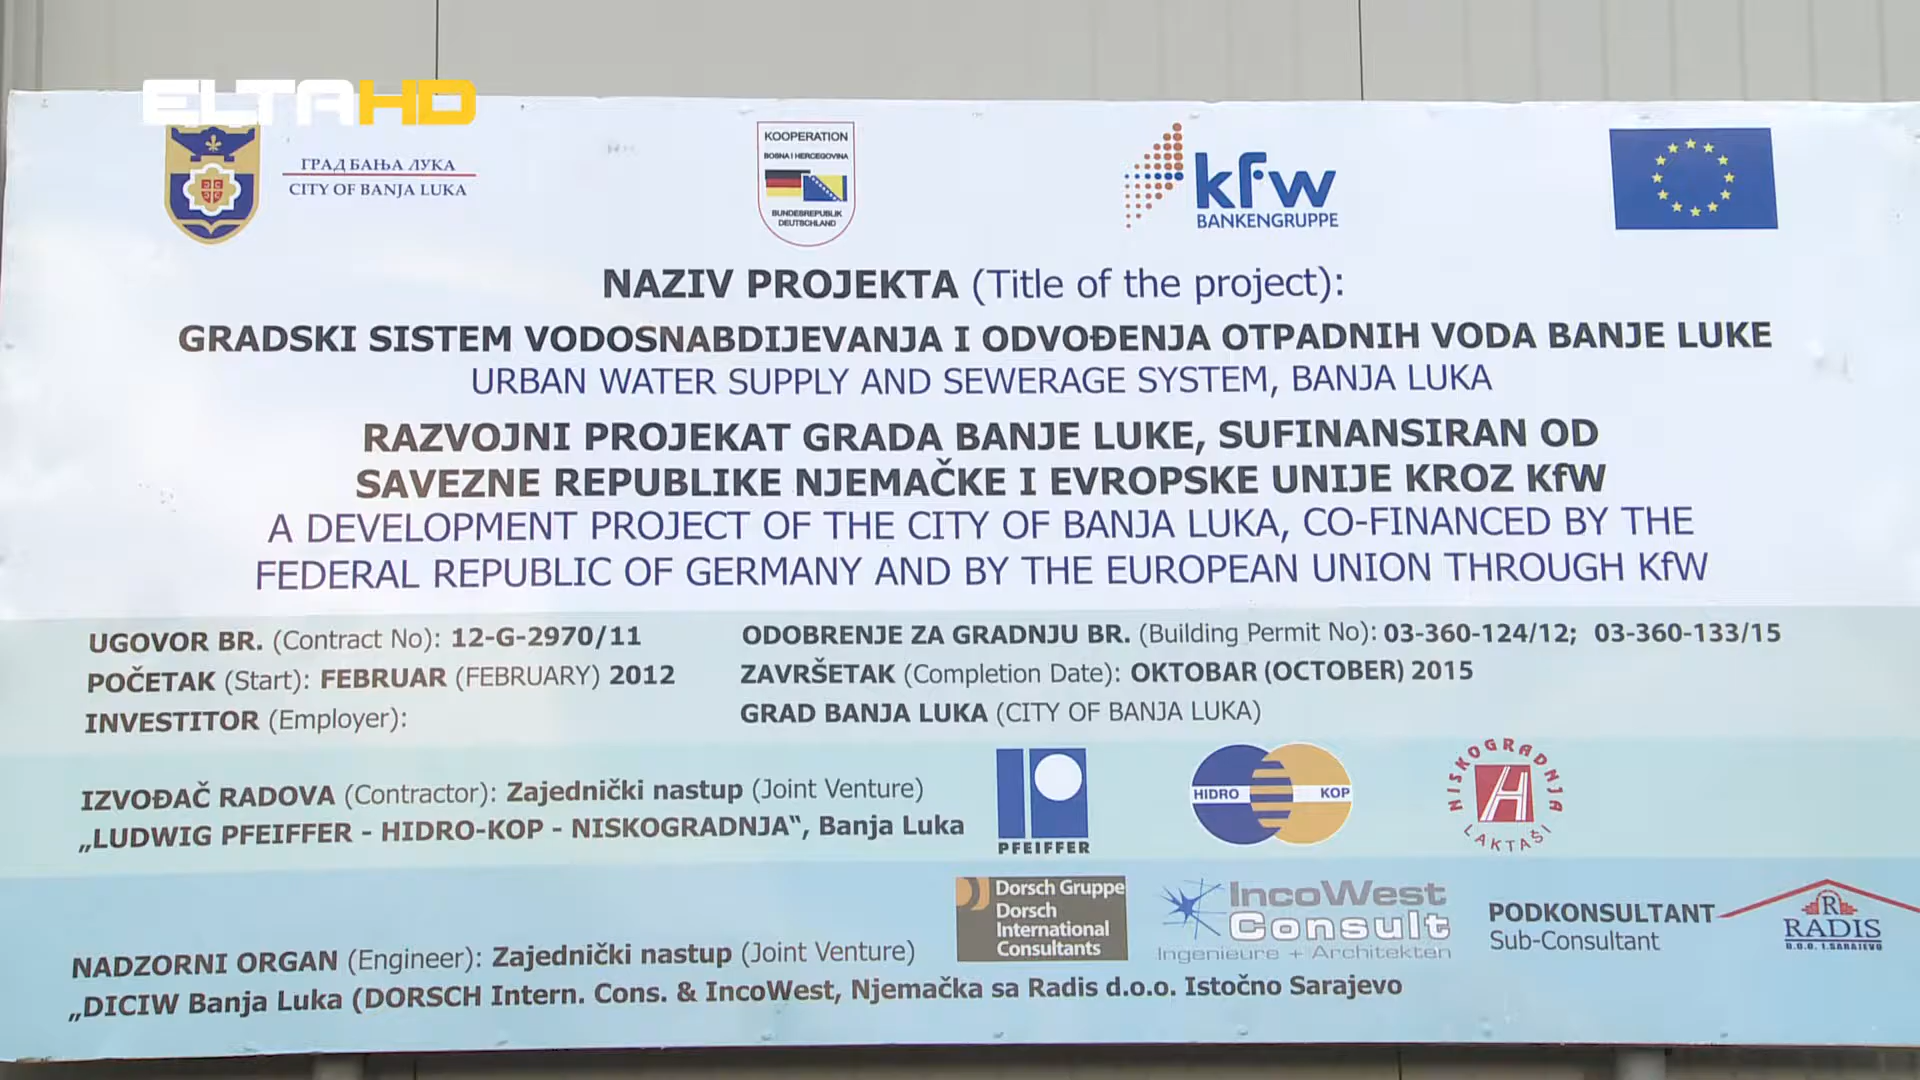 ELTA HD
ГРАД БАЊА ЛУКА
CITY OF BANJA LUKA
KOOPERATION
BOSNA I HERCEGOVINA
BUNDESREPUBLIK
DEUTSCHLAND
kfw
BANKENGRUPPE
NAZIV PROJEKTA (Title of the project):
GRADSKI SISTEM VODOSNABDIJEVANJA I ODVOĐENJA OTPADNIH VODA BANJE LUKE
URBAN WATER SUPPLY AND SEWERAGE SYSTEM, BANJA LUKA
RAZVOJNI PROJEKAT GRADA BANJE LUKE, SUFINANSIRAN OD
SAVEZNE REPUBLIKE NJEMAČKE I EVROPSKE UNIJE KROZ KfW
A DEVELOPMENT PROJECT OF THE CITY OF BANJA LUKA, CO-FINANCED BY THE
FEDERAL REPUBLIC OF GERMANY AND BY THE EUROPEAN UNION THROUGH KfW
UGOVOR BR. (Contract No): 12-G-2970/11
ODOBRENJE ZA GRADNJU BR. (Building Permit No): 03-360-124/12; 03-360-133/15
POČETAK (Start): FEBRUAR (FEBRUARY) 2012
ZAVRŠETAK (Completion Date): OKTOBAR (OCTOBER) 2015
INVESTITOR (Employer):
GRAD BANJA LUKA (CITY OF BANJA LUKA)
IZVOĐAČ RADOVA (Contractor): Zajednički nastup (Joint Venture)
„LUDWIG PFEIFFER - HIDRO-KOP - NISKOGRADNJA“, Banja Luka
PFEIFFER
HIDRO KOP
NISKOGRADNJA
LAKTAŠI
Dorsch Gruppe
Dorsch
International
Consultants
IncoWest
Consult
Ingenieure + Architekten
PODKONSULTANT
Sub-Consultant
R
RADIS
D.O.O. I.SARAJEVO
NADZORNI ORGAN (Engineer): Zajednički nastup (Joint Venture)
„DICIW Banja Luka (DORSCH Intern. Cons. & IncoWest, Njemačka sa Radis d.o.o. Istočno Sarajevo